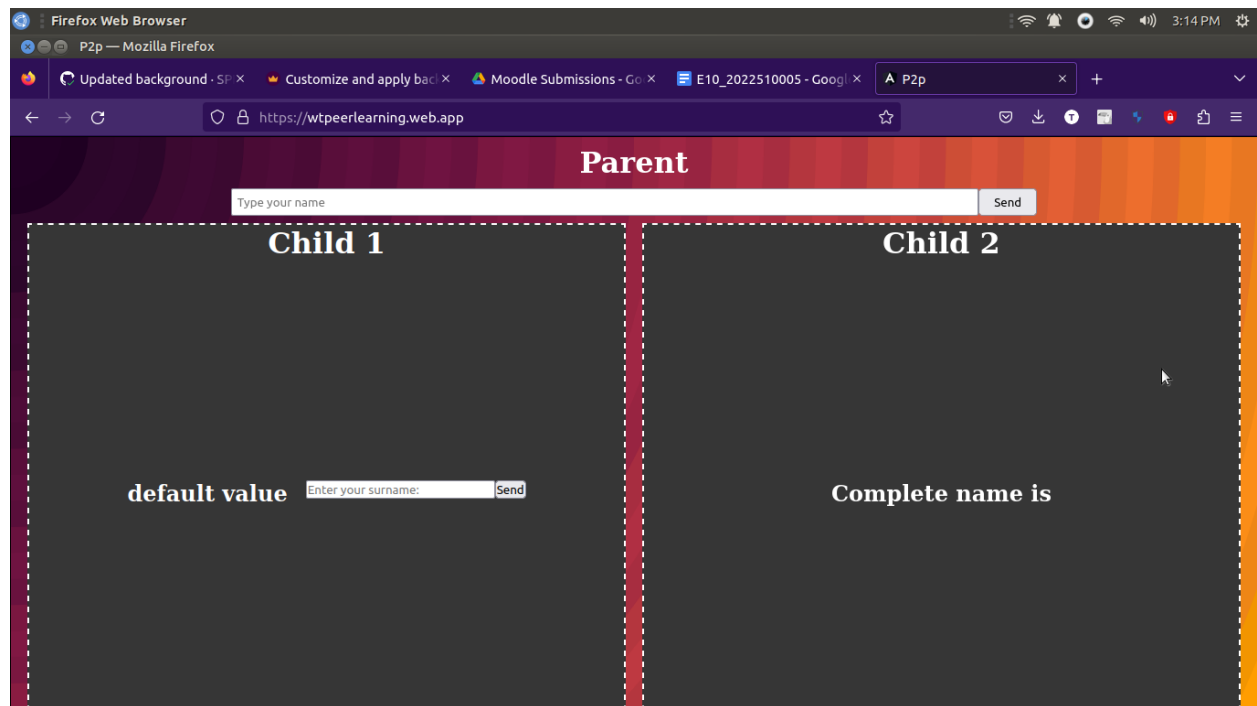 Firefox Web Browser
3:14 PM
P2p — Mozilla Firefox
Updated background · SP
Customize and apply bac
Moodle Submissions - Go
E10_2022510005 - Googl
P2p
https://wtpeerlearning.web.app
Parent
Type your name
Send
Child 1
Child 2
default value
Enter your surname:
Send
Complete name is